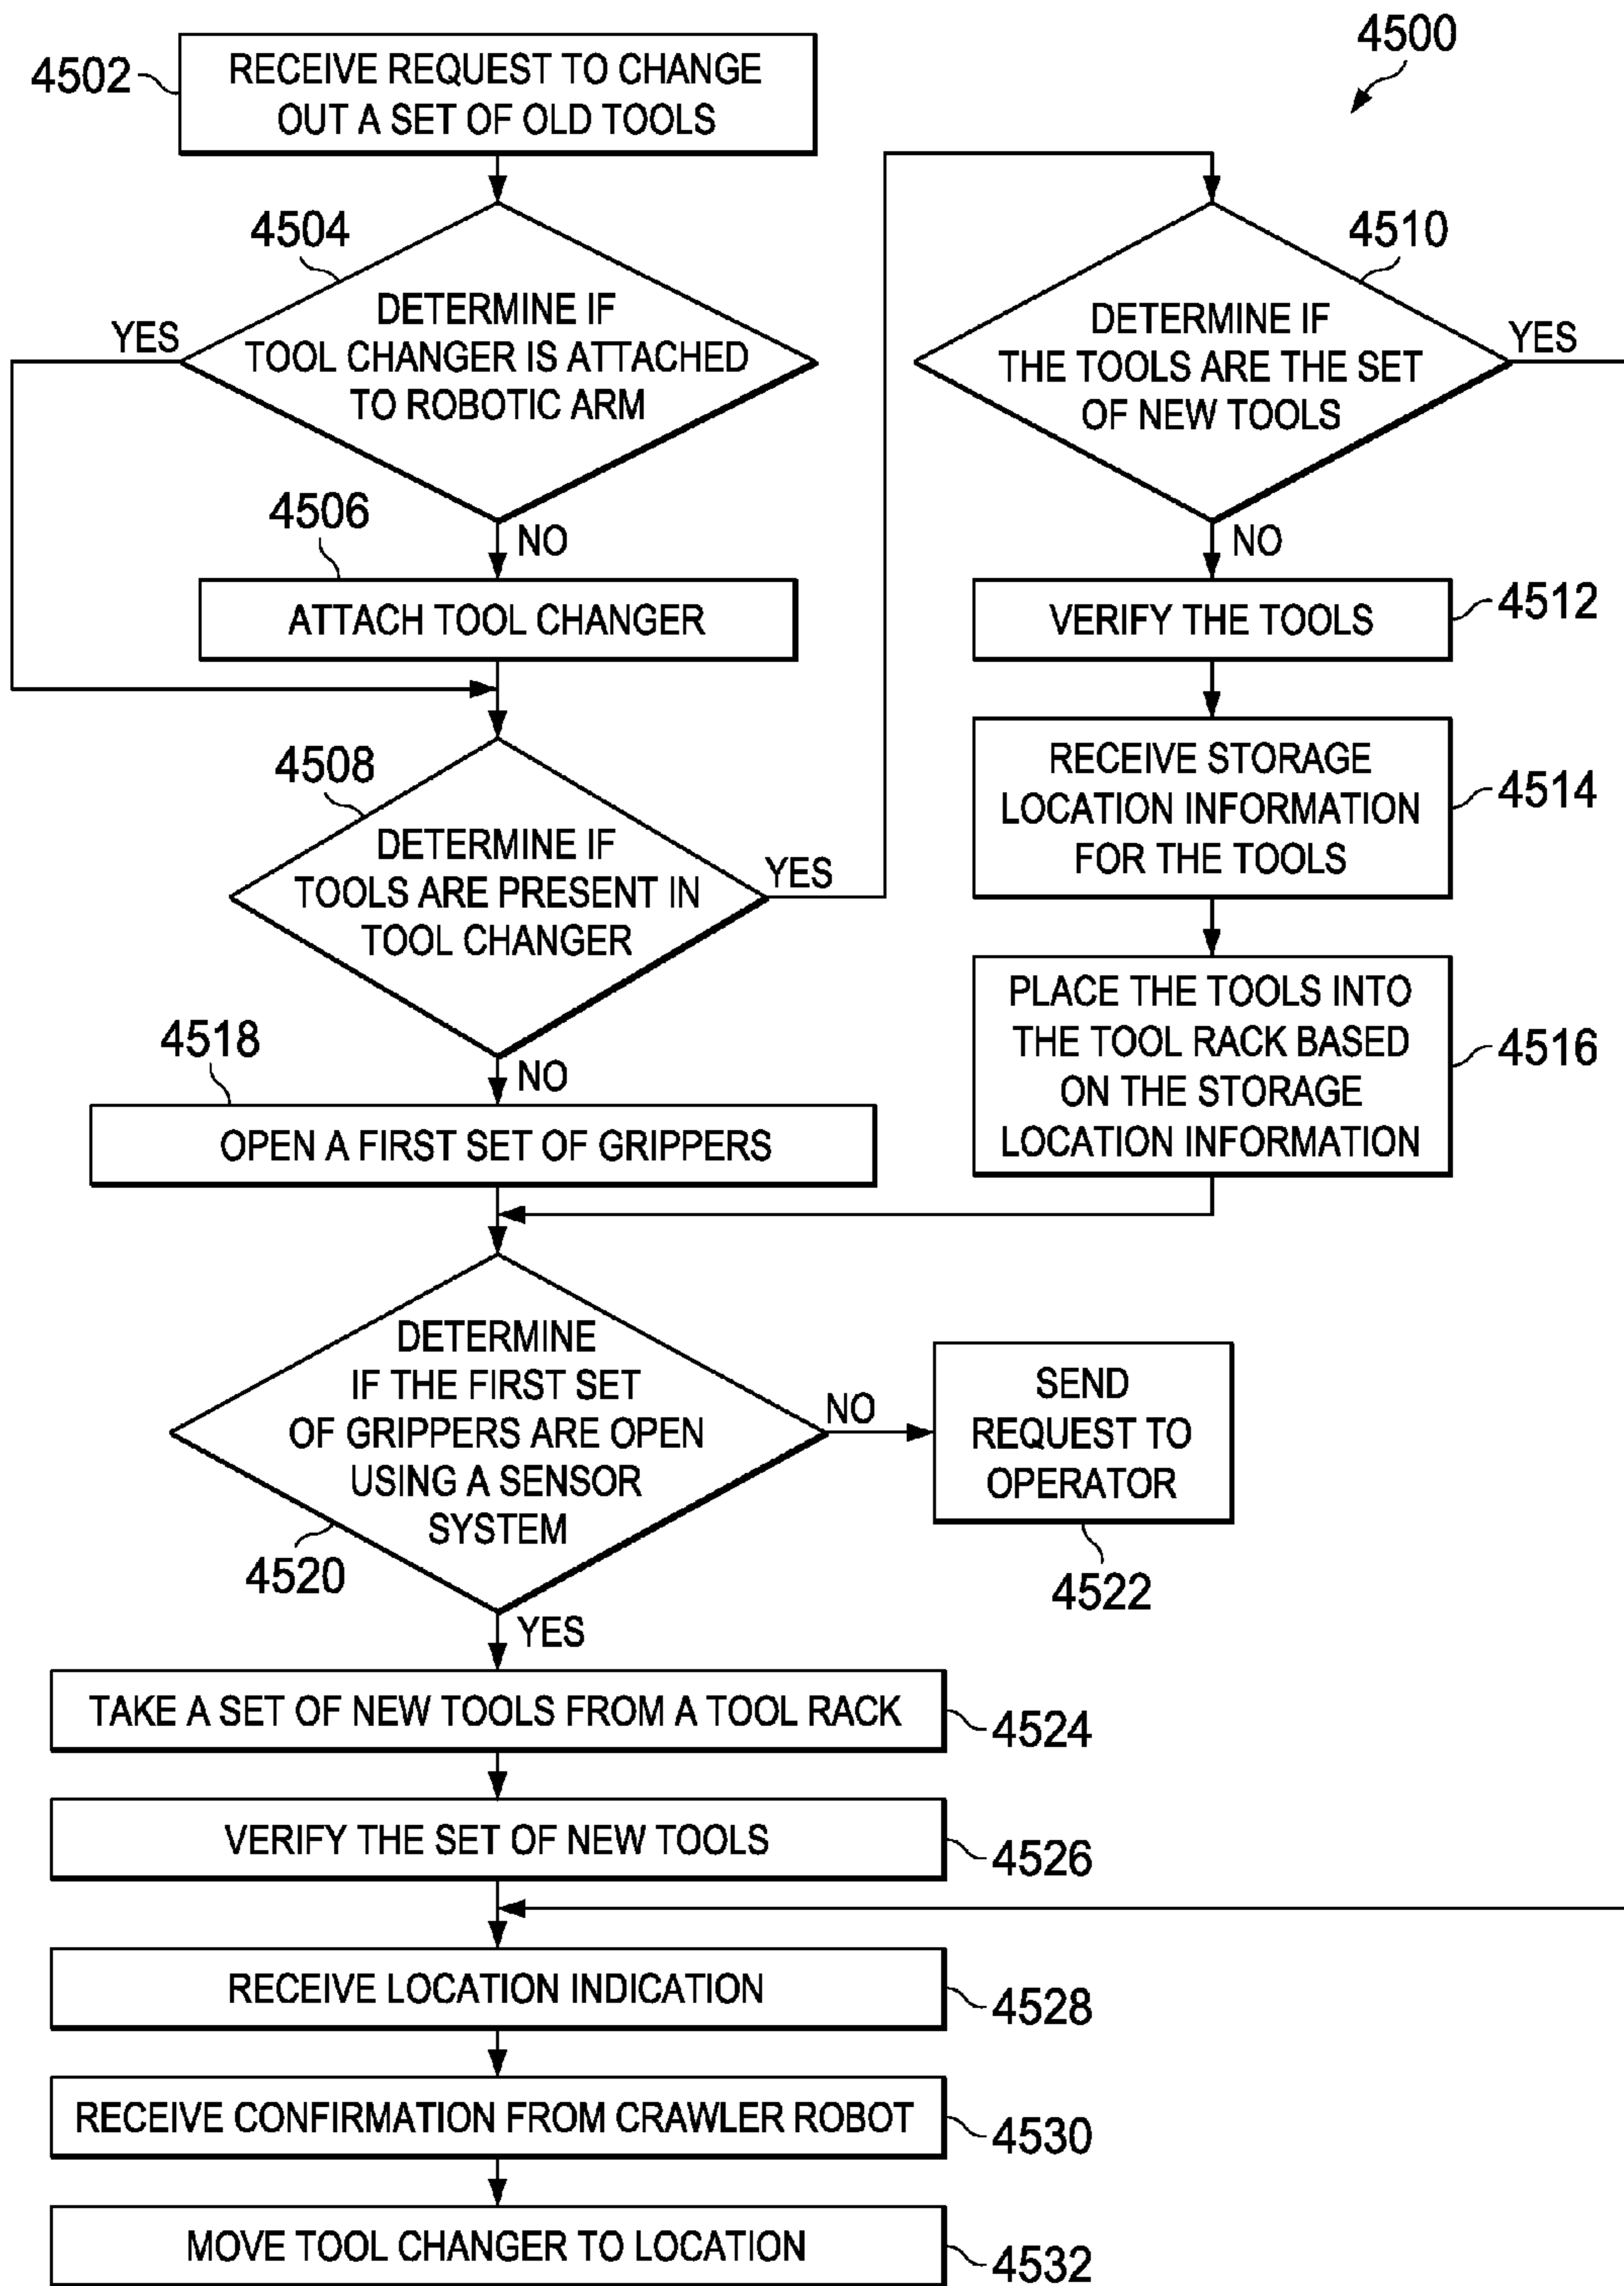 4500
4502
RECEIVE REQUEST TO CHANGE
OUT A SET OF OLD TOOLS
4504
DETERMINE IF
TOOL CHANGER IS ATTACHED
TO ROBOTIC ARM
YES
NO
4506
ATTACH TOOL CHANGER
4508
DETERMINE IF
TOOLS ARE PRESENT IN
TOOL CHANGER
YES
NO
4510
DETERMINE IF
THE TOOLS ARE THE SET
OF NEW TOOLS
YES
NO
VERIFY THE TOOLS
4512
RECEIVE STORAGE
LOCATION INFORMATION
FOR THE TOOLS
4514
PLACE THE TOOLS INTO
THE TOOL RACK BASED
ON THE STORAGE
LOCATION INFORMATION
4516
4518
OPEN A FIRST SET OF GRIPPERS
DETERMINE
IF THE FIRST SET
OF GRIPPERS ARE OPEN
USING A SENSOR
SYSTEM
4520
NO
YES
SEND
REQUEST TO
OPERATOR
4522
TAKE A SET OF NEW TOOLS FROM A TOOL RACK
4524
VERIFY THE SET OF NEW TOOLS
4526
RECEIVE LOCATION INDICATION
4528
RECEIVE CONFIRMATION FROM CRAWLER ROBOT
4530
MOVE TOOL CHANGER TO LOCATION
4532